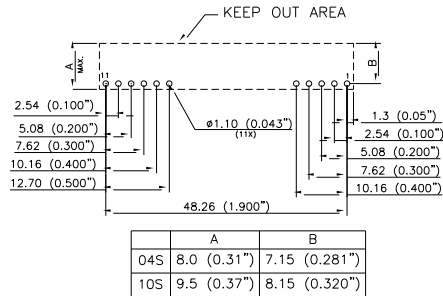 KEEP OUT AREA
A
MAX.
B
11
1
2.54 (0.100")
5.08 (0.200")
7.62 (0.300")
10.16 (0.400")
12.70 (0.500")
ø1.10 (0.043")
(11x)
1.3 (0.05")
2.54 (0.100")
5.08 (0.200")
7.62 (0.300")
10.16 (0.400")
48.26 (1.900")
A B
04S 8.0 (0.31") 7.15 (0.281")
10S 9.5 (0.37") 8.15 (0.320")